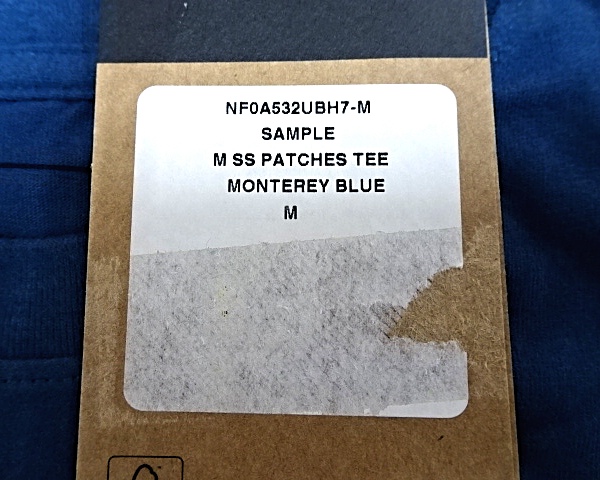 NF0A532UBH7-M
SAMPLE
M SS PATCHES TEE
MONTEREY BLUE
M